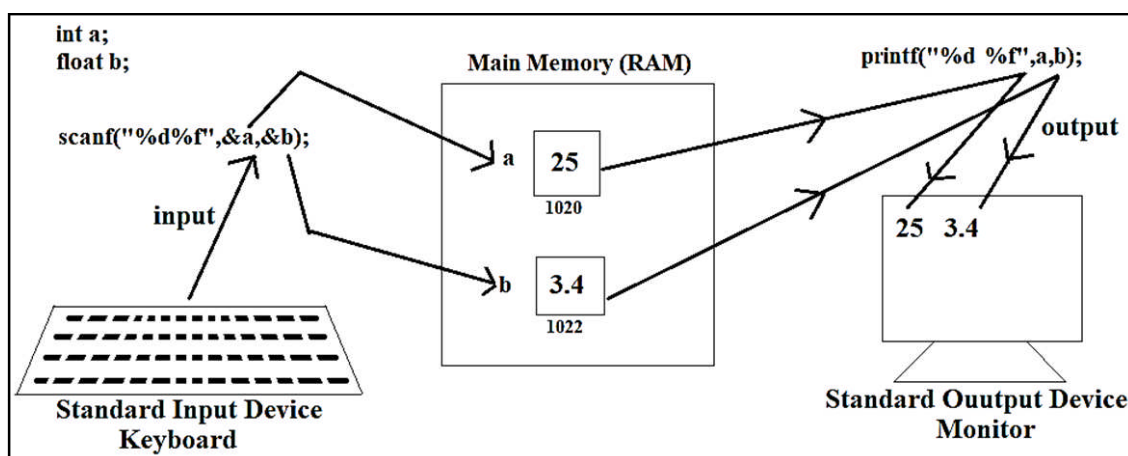 int a;
float b;
scanf("%d%f",&a,&b);
input
Standard Input Device
Keyboard
Main Memory (RAM)
a
25
1020
b
3.4
1022
printf("%d %f",a,b);
output
25 3.4
Standard Ouutput Device
Monitor